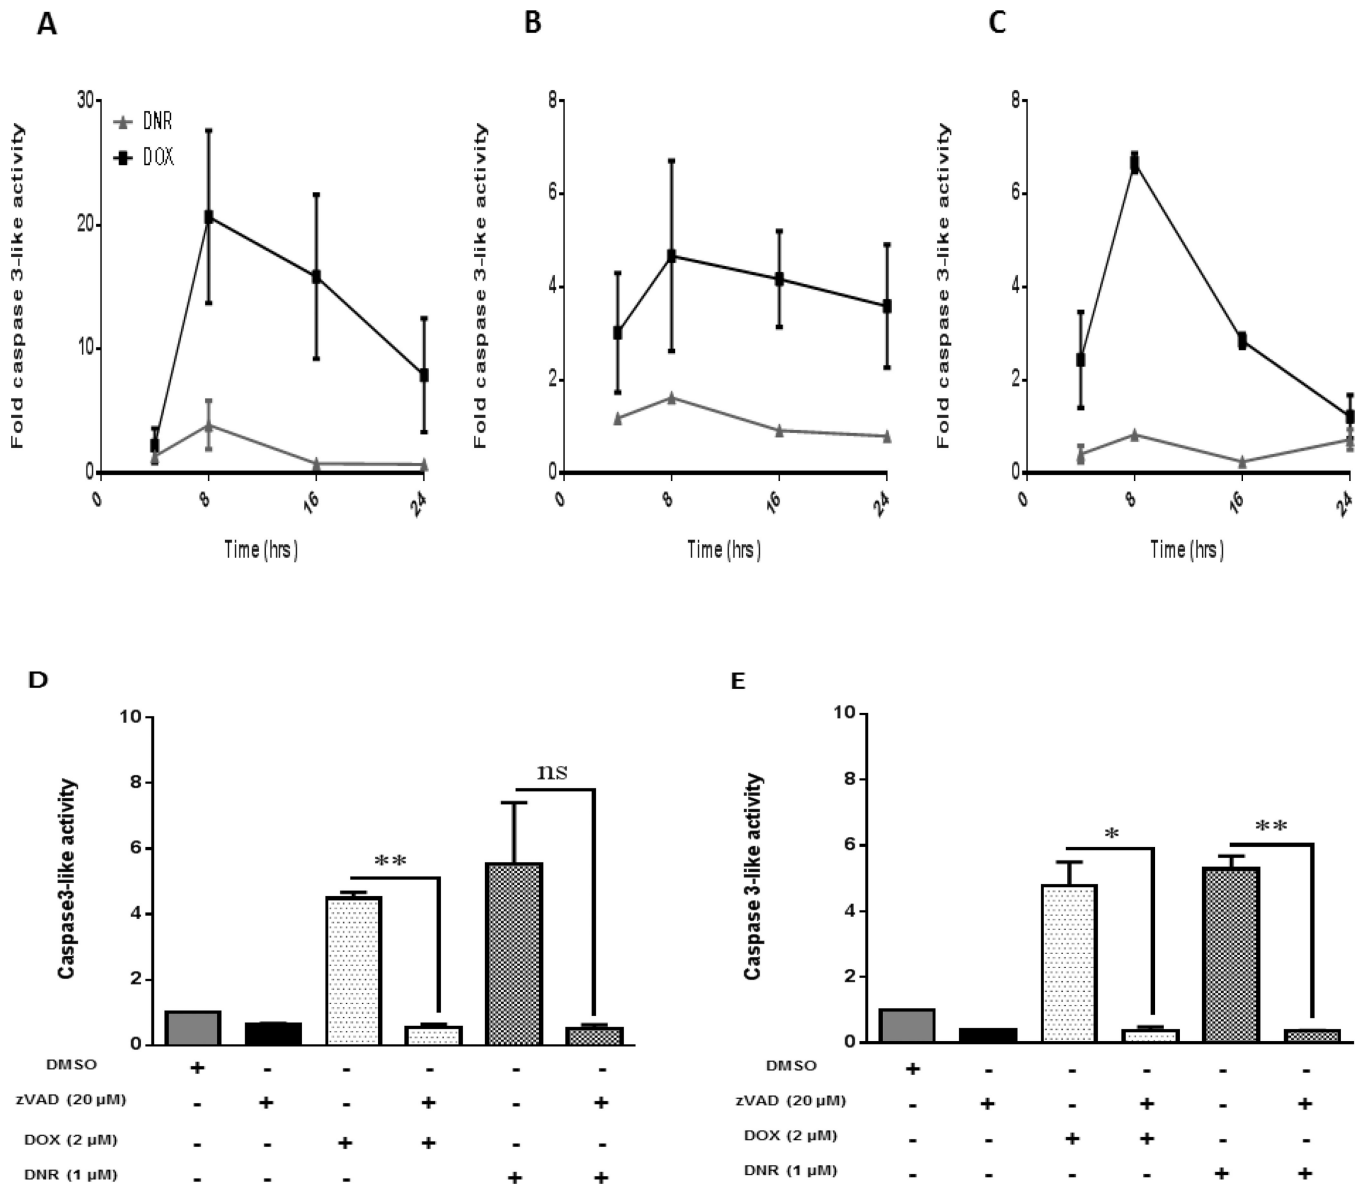 A
B
C
Fold caspase 3-like activity
30
20
10
0
DNR
DOX
0
8
16
24
Time (hrs)
Fold caspase 3-like activity
8
6
4
2
0
0
8
16
24
Time (hrs)
Fold caspase 3-like activity
8
6
4
2
0
0
8
16
24
Time (hrs)
D
Caspase3-like activity
10
8
6
4
2
0
**
ns
DMSO + - - - - -
zVAD (20 µM) - + - + - +
DOX (2 µM) - - + + - -
DNR (1 µM) - - - + +
E
Caspase 3-like activity
10
8
6
4
2
0
*
**
DMSO + - - - - -
zVAD (20 µM) - + - + - +
DOX (2 µM) - - + + - -
DNR (1 µM) - - - - + +